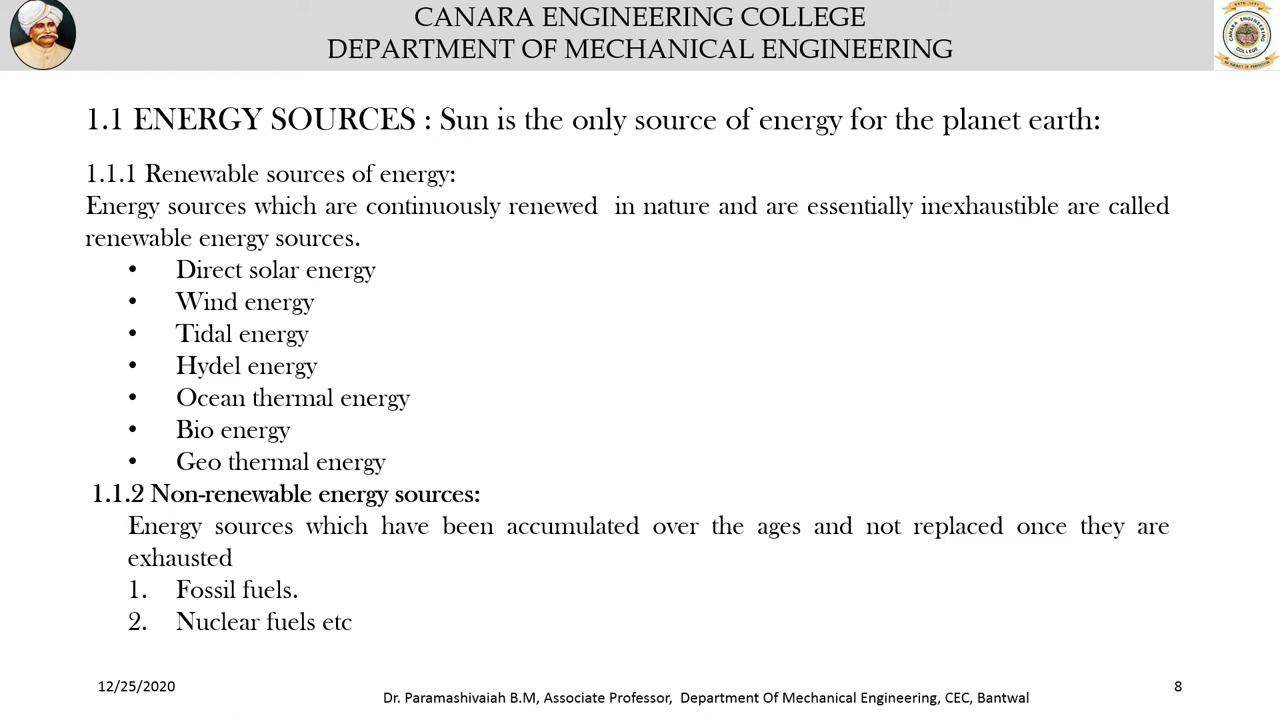 CANARA ENGINEERING COLLEGE
DEPARTMENT OF MECHANICAL ENGINEERING
CANARA ENGINEERING COLLEGE
1.1 ENERGY SOURCES : Sun is the only source of energy for the planet earth:
1.1.1 Renewable sources of energy:
Energy sources which are continuously renewed in nature and are essentially inexhaustible are called
renewable energy sources.
• Direct solar energy
• Wind energy
• Tidal energy
• Hydel energy
• Ocean thermal energy
• Bio energy
• Geo thermal energy
1.1.2 Non-renewable energy sources:
Energy sources which have been accumulated over the ages and not replaced once they are
exhausted
1. Fossil fuels.
2. Nuclear fuels etc
12/25/2020
Dr. Paramashivaiah B.M, Associate Professor, Department Of Mechanical Engineering, CEC, Bantwal
8